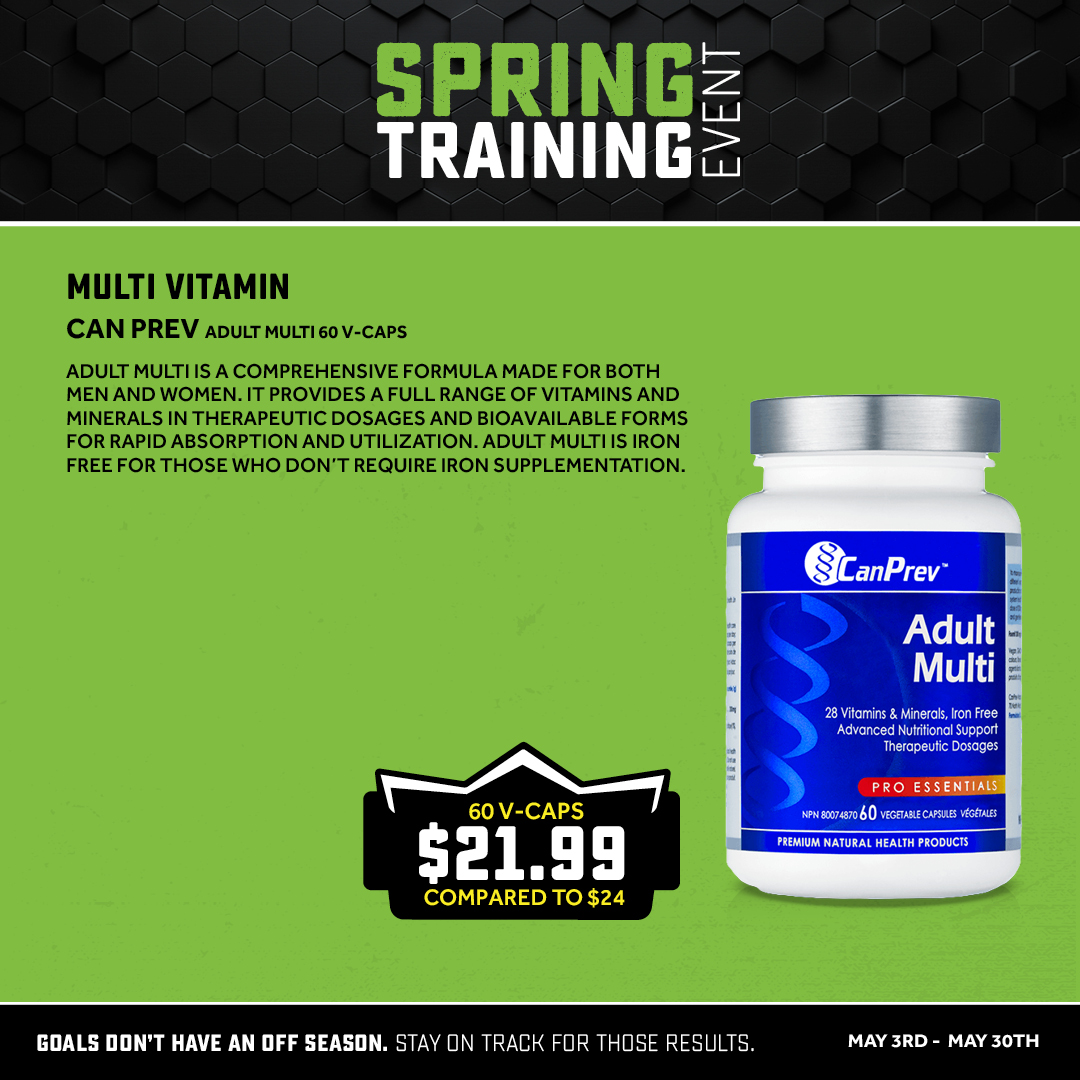 SPRING
TRAINING
EVENT
MULTI VITAMIN
CAN PREV ADULT MULTI 60 V-CAPS
ADULT MULTI IS A COMPREHENSIVE FORMULA MADE FOR BOTH
MEN AND WOMEN. IT PROVIDES A FULL RANGE OF VITAMINS AND
MINERALS IN THERAPEUTIC DOSAGES AND BIOAVAILABLE FORMS
FOR RAPID ABSORPTION AND UTILIZATION. ADULT MULTI IS IRON
FREE FOR THOSE WHO DON'T REQUIRE IRON SUPPLEMENTATION.
CanPrev™
Adult
Multi
28 Vitamins & Minerals, Iron Free
Advanced Nutritional Support
Therapeutic Dosages
PRO ESSENTIALS
NPN 80074870 60 VEGETABLE CAPSULES VÉGÉTALES
PREMIUM NATURAL HEALTH PRODUCTS
60 V-CAPS
$21.99
COMPARED TO $24
GOALS DON'T HAVE AN OFF SEASON. STAY ON TRACK FOR THOSE RESULTS.
MAY 3RD - MAY 30TH